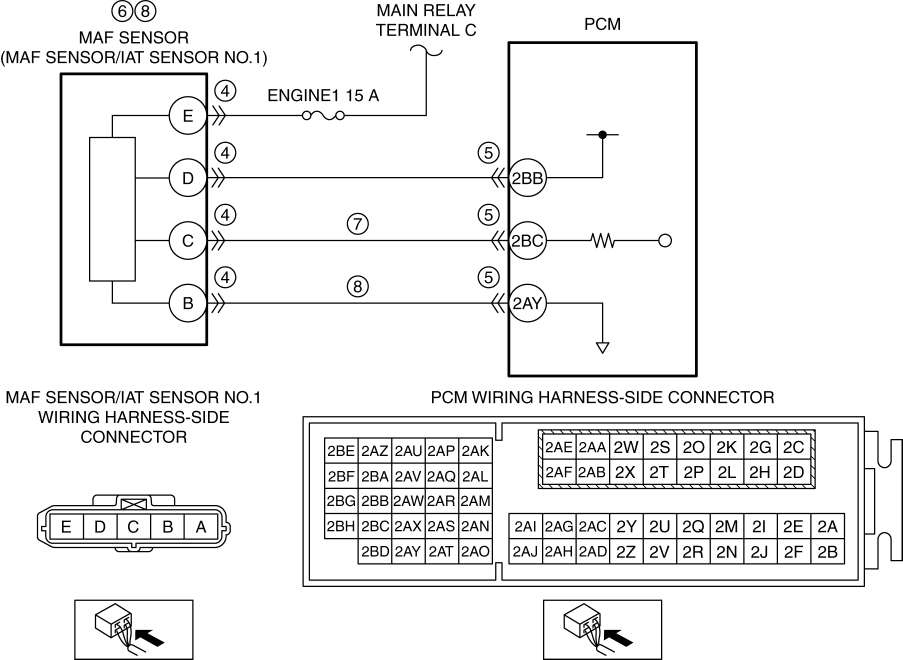 ⑥⑧
MAF SENSOR
(MAF SENSOR/IAT SENSOR NO.1)
MAIN RELAY
TERMINAL C
PCM
E
④
ENGINE1 15 A
D
④
⑤
2BB
C
④
⑦
⑤
2BC
B
④
⑧
⑤
2AY
MAF SENSOR/IAT SENSOR NO.1
WIRING HARNESS-SIDE
CONNECTOR
E D C B A
PCM WIRING HARNESS-SIDE CONNECTOR
2BE 2AZ 2AU 2AP 2AK
2BF 2BA 2AV 2AQ 2AL
2BG 2BB 2AW 2AR 2AM
2BH 2BC 2AX 2AS 2AN
2BD 2AY 2AT 2AO
2AE 2AA 2W 2S 2O 2K 2G 2C
2AF 2AB 2X 2T 2P 2L 2H 2D
2AI 2AG 2AC 2Y 2U 2Q 2M 2I 2E 2A
2AJ 2AH 2AD 2Z 2V 2R 2N 2J 2F 2B